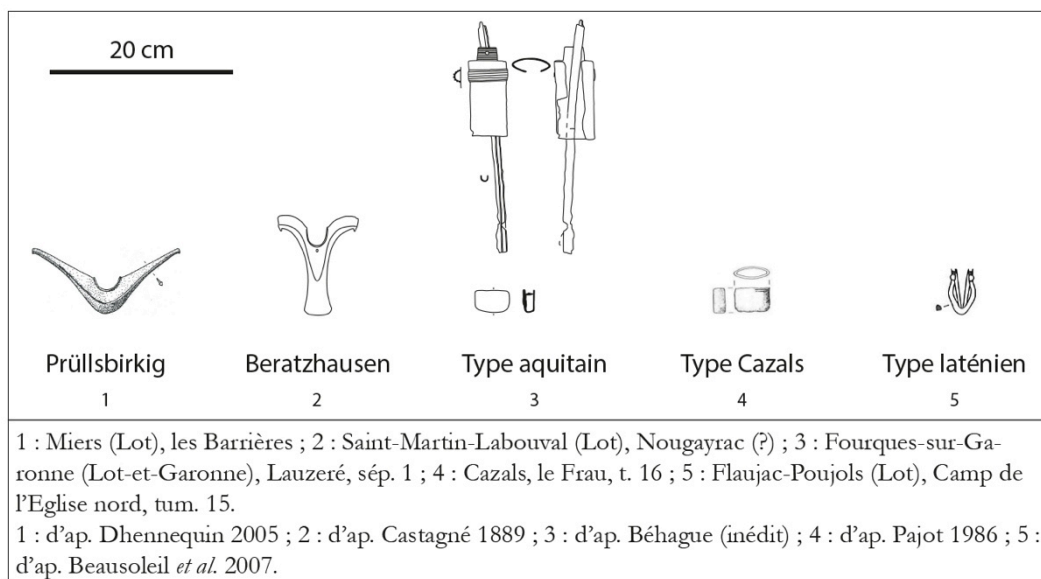 20 cm
Prüllsbirkig Beratzhausen Type aquitain Type Cazals Type laténien
1 2 3 4 5
1 : Miers (Lot), les Barrières ; 2 : Saint-Martin-Labouval (Lot), Nougayrac (?) ; 3 : Fourques-sur-Ga-
ronne (Lot-et-Garonne), Lauzeré, sép. 1 ; 4 : Cazals, le Frau, t. 16 ; 5 : Flaujac-Poujols (Lot), Camp de
l'Eglise nord, tum. 15.
1 : d'ap. Dhennequin 2005 ; 2 : d'ap. Castagné 1889 ; 3 : d'ap. Béhague (inédit) ; 4 : d'ap. Pajot 1986 ; 5 :
d'ap. Beausoleil et al. 2007.